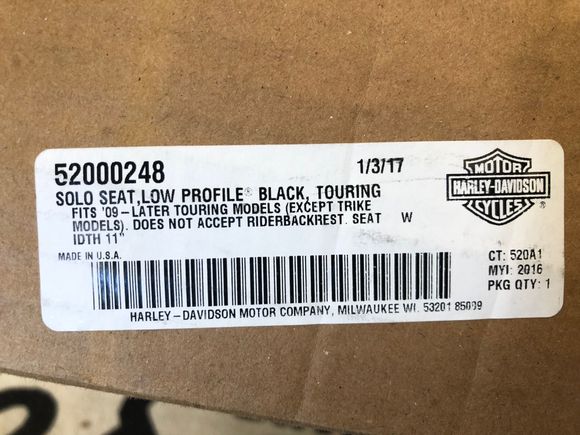 52000248 1/3/17
SOLO SEAT,LOW PROFILE® BLACK, TOURING
FITS '09-LATER TOURING MODELS (EXCEPT TRIKE
MODELS). DOES NOT ACCEPT RIDERBACKREST. SEAT W
IDTH 11"
MADE IN U.S.A.
HARLEY-DAVIDSON MOTOR COMPANY, MILWAUKEE WI. 53201 85099
MOTOR
HARLEY-DAVIDSON
CYCLES
CT: 520A1
MYI: 2016
PKG QTY: 1